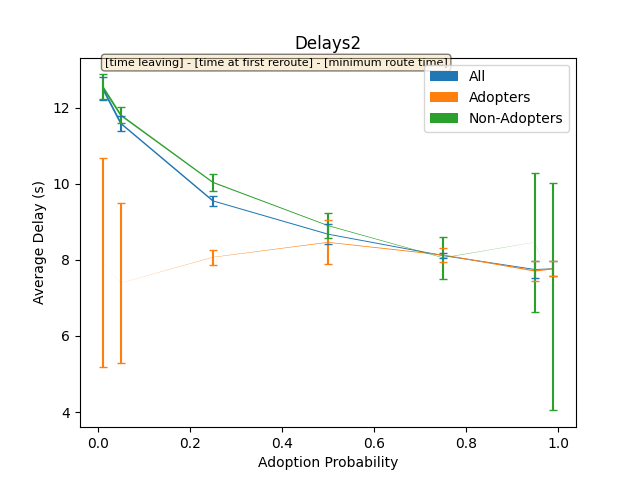 Delays2
[time leaving] - [time at first reroute] - [minimum route time]
All
Adopters
Non-Adopters
Average Delay (s)
12
10
8
6
4
0.0 0.2 0.4 0.6 0.8 1.0
Adoption Probability